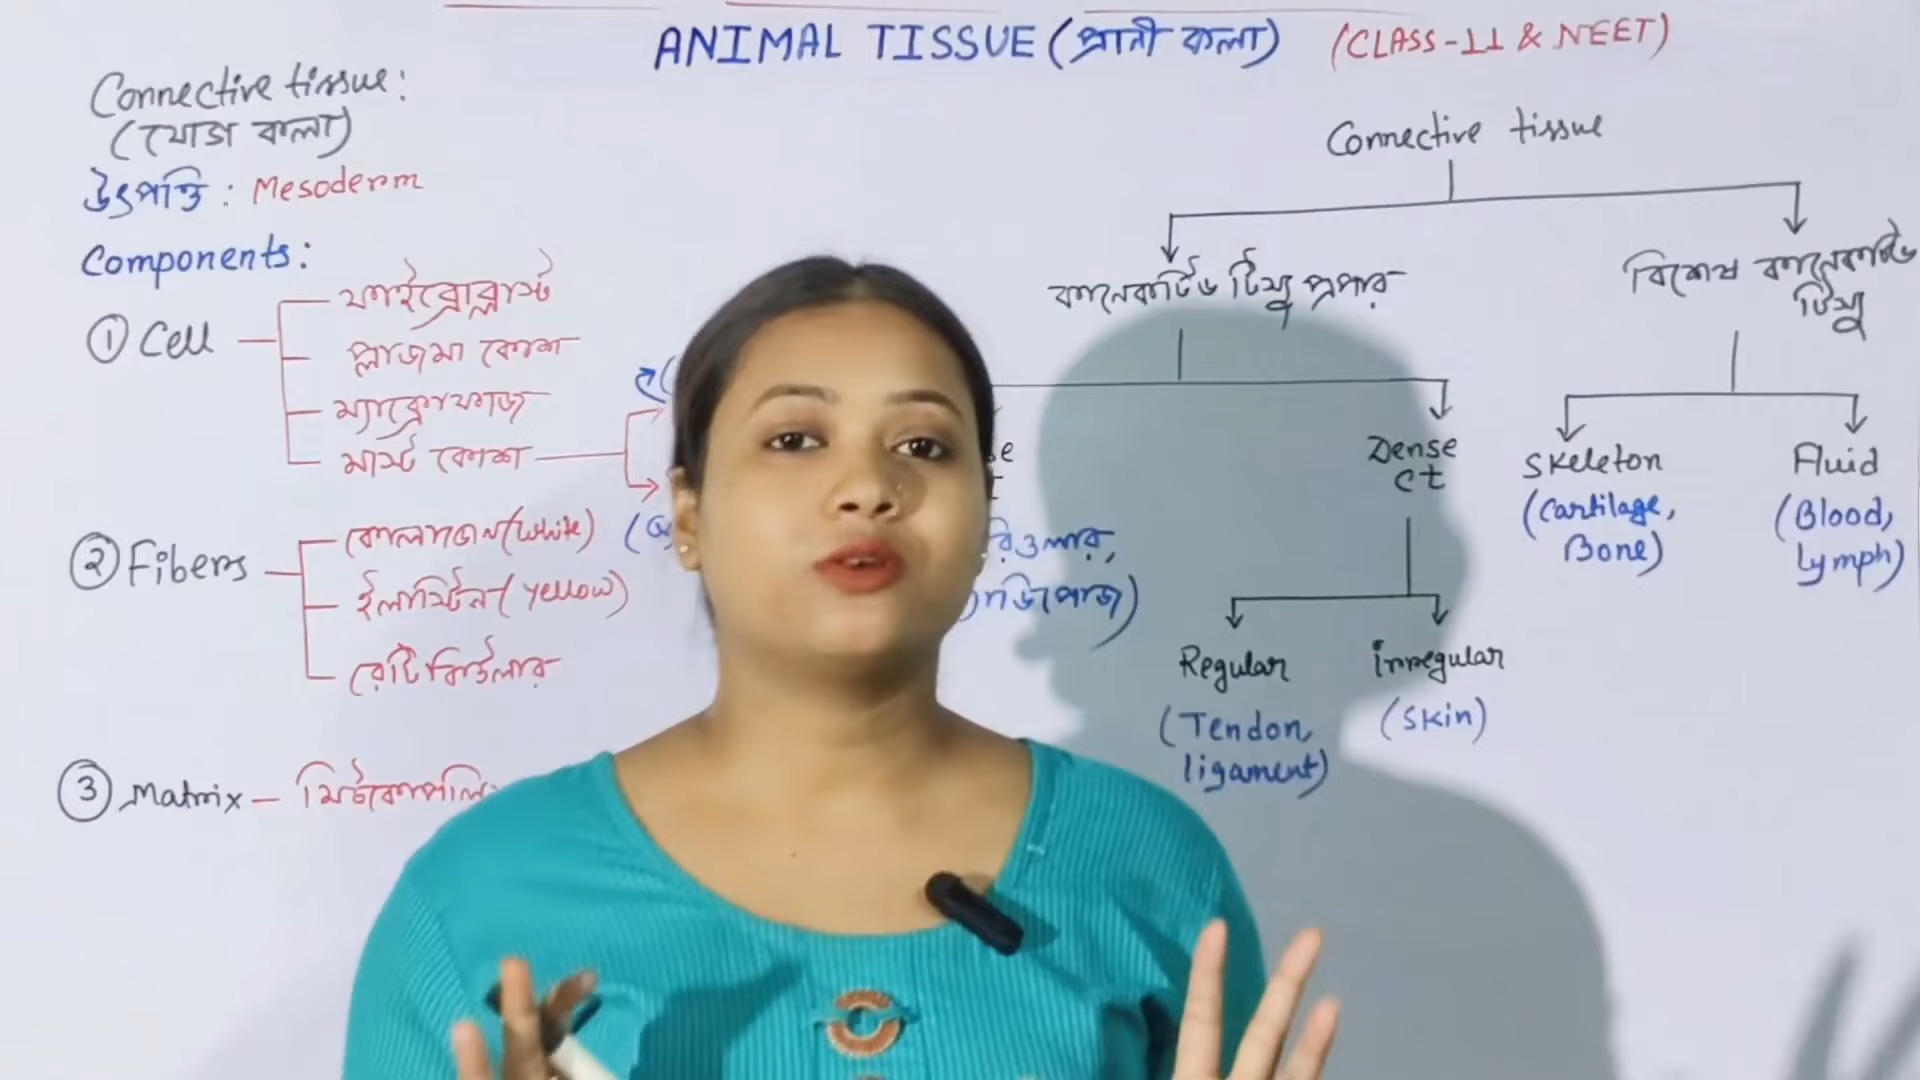 ANIMAL TISSUE (প্রানী কলা) (CLASS-11 & NEET)
Connective tissue:
(যোগ কলা)
উৎপত্তি : Mesoderm
Components:
① Cell
ফাইব্রোব্লাস্ট
প্লাজমা কোশ
ম্যাক্রোফাজ
মাস্ট কোশ
② Fibers
কোলাজেন (White)
ইলাস্টিন (Yellow)
রেটিকিউলার
③ Matrix –
Connective tissue
কানেকটিভ টিস্যু প্রপার
বিশেষ কানেকটিভ
টিস্যু
Dense
ct
Regular
(Tendon,
ligament)
Irregular
(Skin)
Skeleton
(Cartilage,
Bone)
Fluid
(Blood,
Lymph)